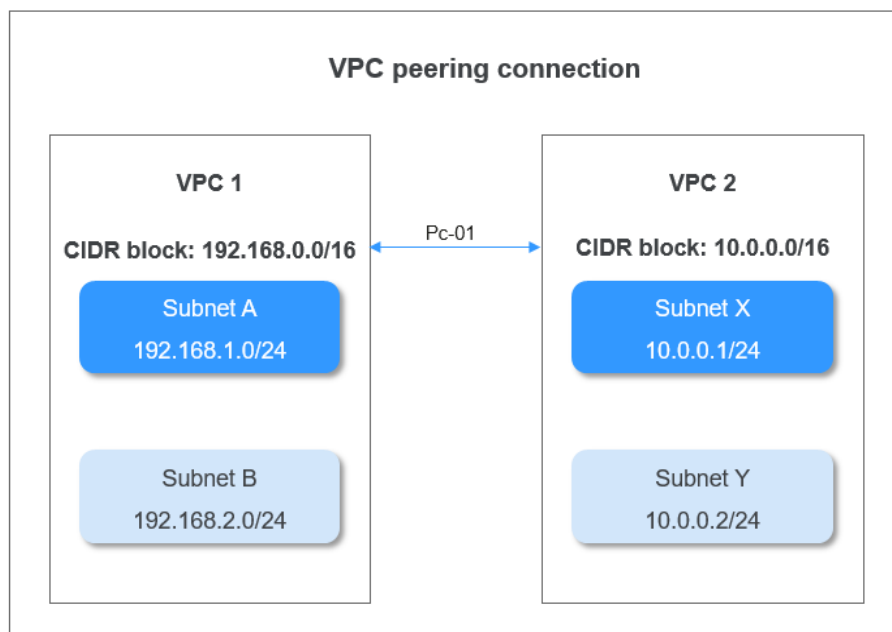 VPC peering connection
VPC 1
CIDR block: 192.168.0.0/16
Subnet A
192.168.1.0/24
Subnet B
192.168.2.0/24
Pc-01
VPC 2
CIDR block: 10.0.0.0/16
Subnet X
10.0.0.1/24
Subnet Y
10.0.0.2/24